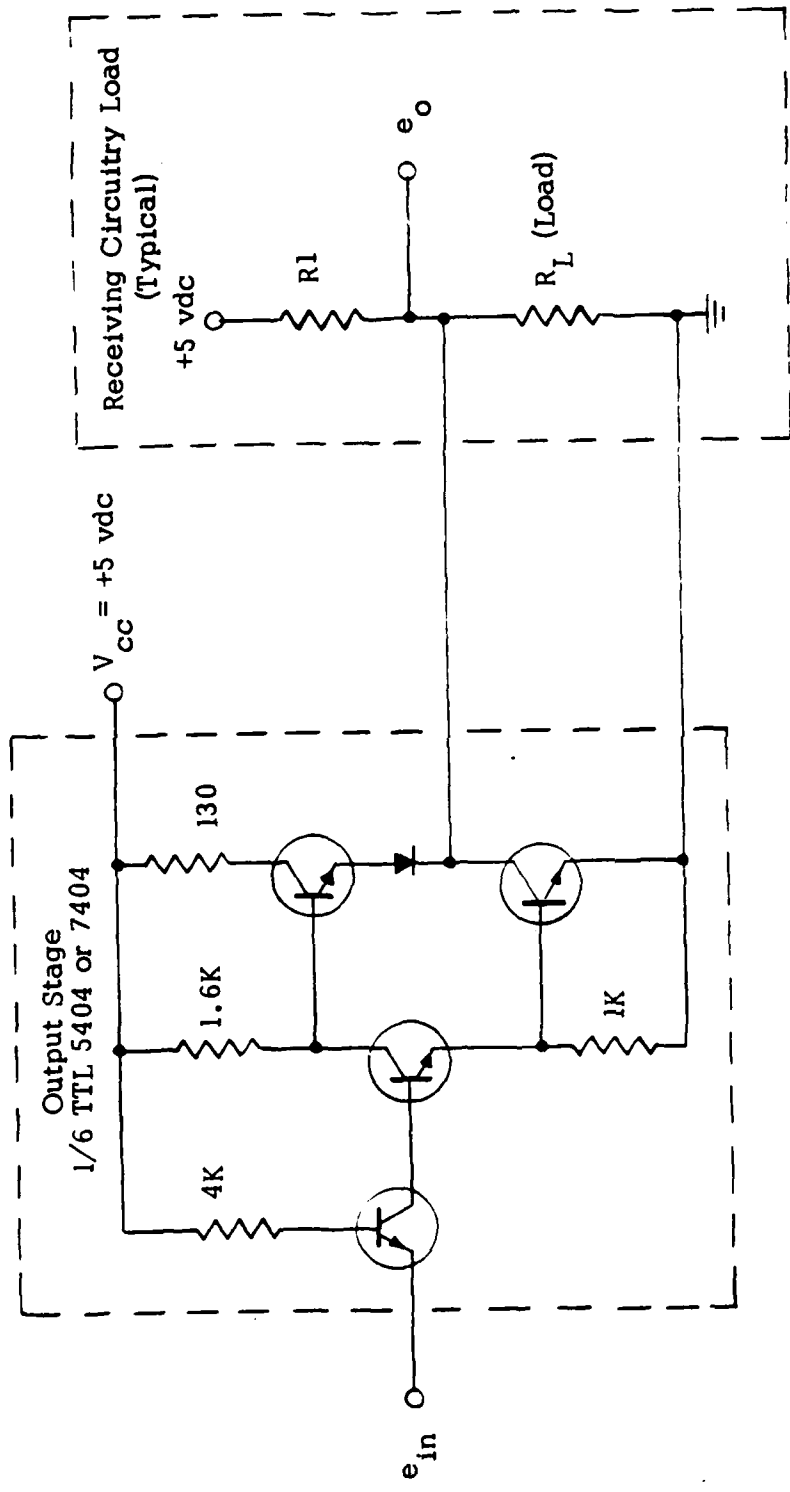 Output Stage
1/6 TTL 5404 or 7404
4K
1.6K
130
1K
e_in
V_cc = +5 vdc
Receiving Circuitry Load
(Typical)
+5 vdc
R1
e_o
R_L (Load)